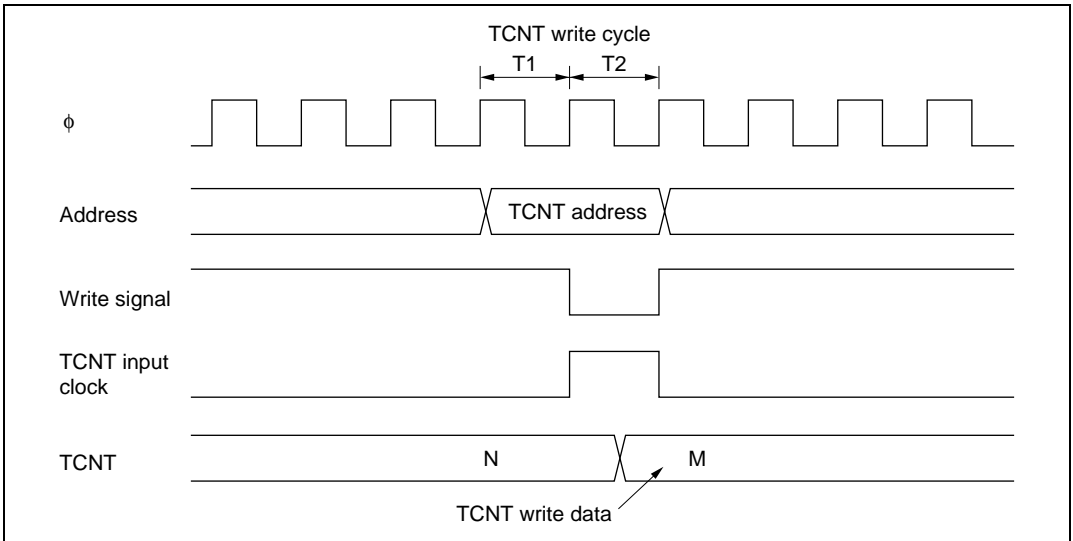 TCNT write cycle
T1 T2
ϕ
Address
TCNT address
Write signal
TCNT input
clock
TCNT
N
M
TCNT write data